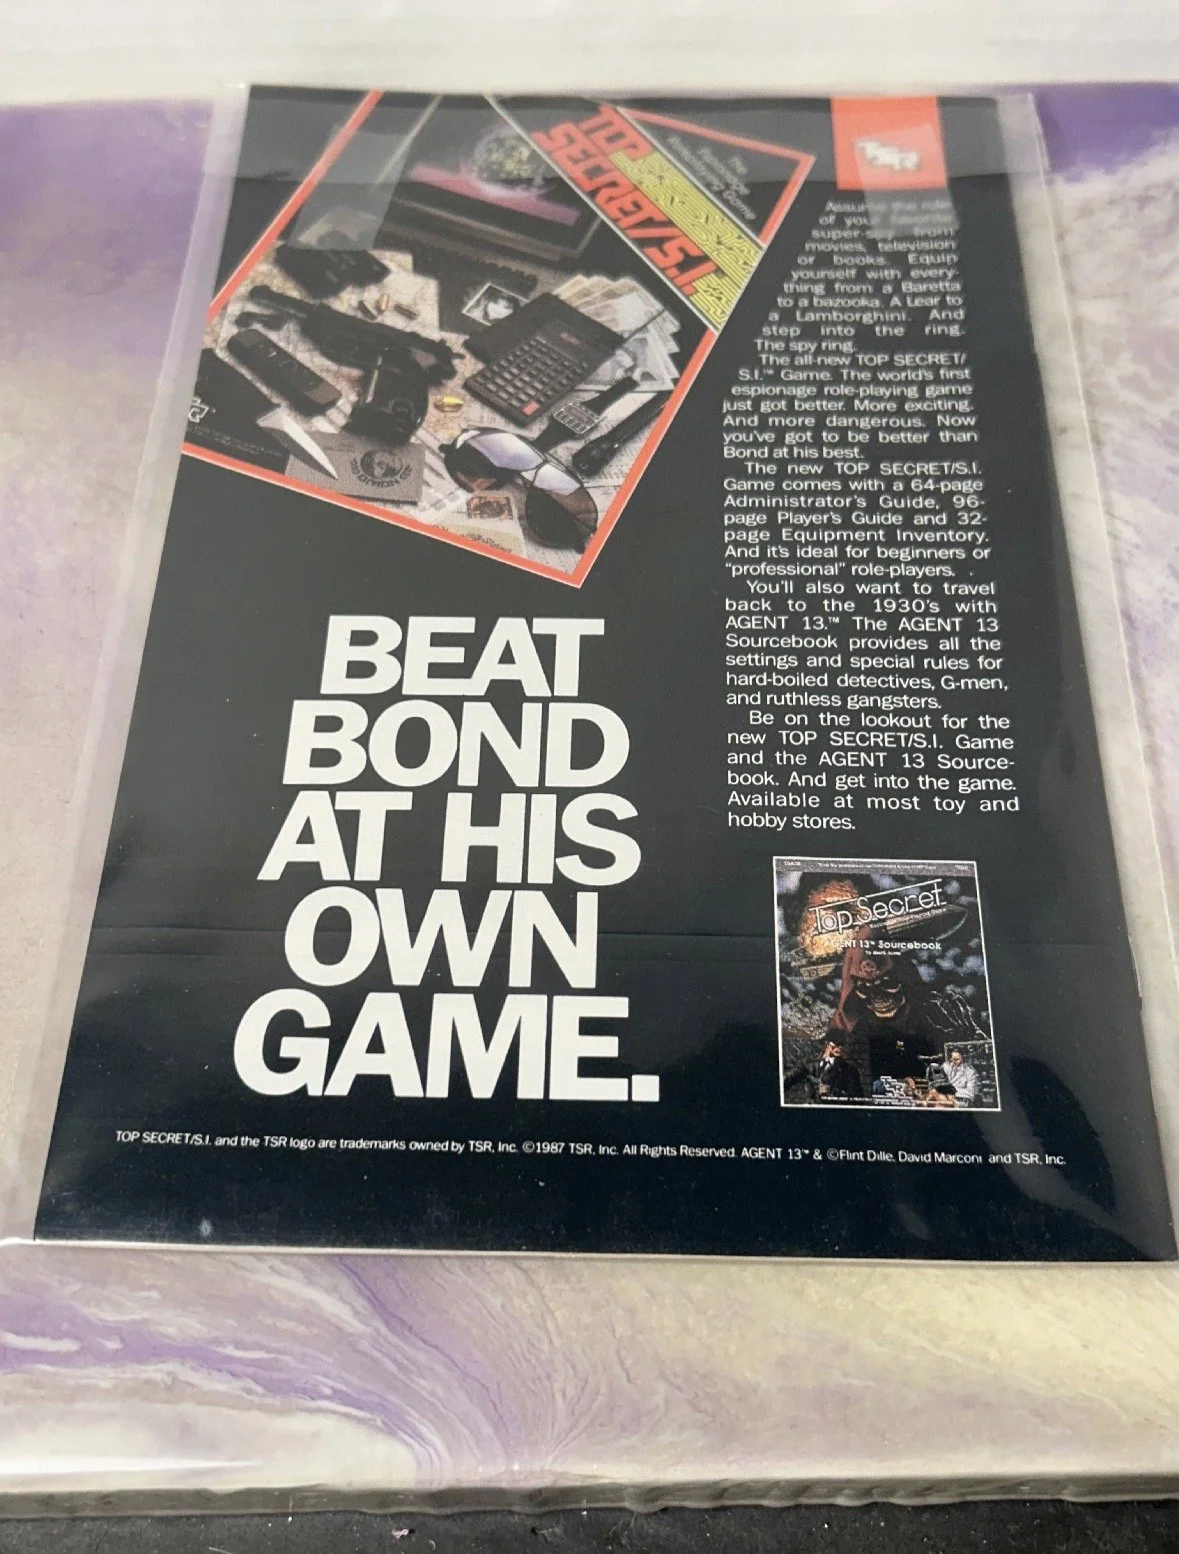 TOP
SECRET/S.I.
The
Espionage
Roleplaying Game
TSR
Assume the role
of your favorite
super-spy from
movies, television
or books. Equip
yourself with every-
thing from a Baretta
to a bazooka. A Lear to
a Lamborghini. And
step into the ring.
The spy ring.
The all-new TOP SECRET/
S.I.™ Game. The world's first
espionage role-playing game
just got better. More exciting.
And more dangerous. Now
you've got to be better than
Bond at his best.
The new TOP SECRET/S.I.
Game comes with a 64-page
Administrator's Guide, 96-
page Player's Guide and 32-
page Equipment Inventory.
And it's ideal for beginners or
"professional" role-players.
You'll also want to travel
back to the 1930's with
AGENT 13.™ The AGENT 13
Sourcebook provides all the
settings and special rules for
hard-boiled detectives, G-men,
and ruthless gangsters.
Be on the lookout for the
new TOP SECRET/S.I. Game
and the AGENT 13 Source-
book. And get into the game.
Available at most toy and
hobby stores.
BEAT
BOND
AT HIS
OWN
GAME.
Top Secret
AGENT 13™ Sourcebook
TOP SECRET/S.I. and the TSR logo are trademarks owned by TSR, Inc. ©1987 TSR, Inc. All Rights Reserved. AGENT 13™ & ©Flint Dille, David Marconi and TSR, Inc.